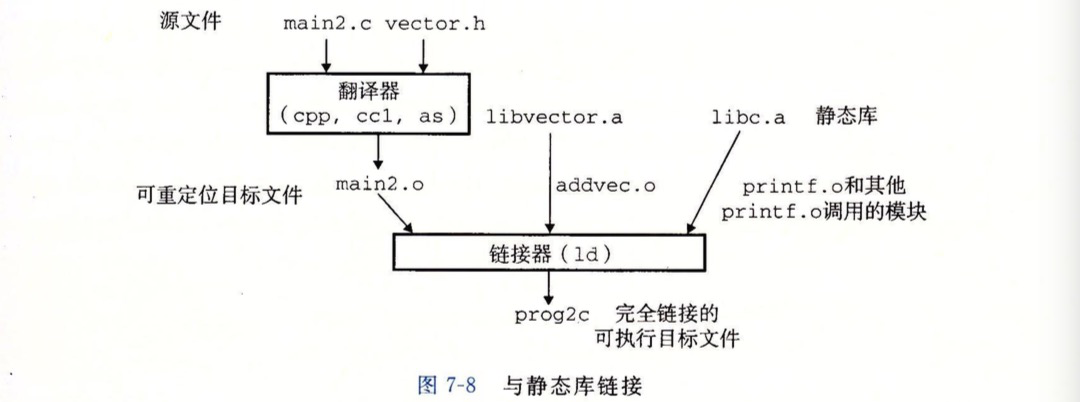 源文件 main2.c vector.h
翻译器
(cpp, cc1, as)
libvector.a
libc.a 静态库
可重定位目标文件
main2.o
addvec.o
printf.o和其他
printf.o调用的模块
链接器(ld)
prog2c 完全链接的
可执行目标文件
图 7-8 与静态库链接